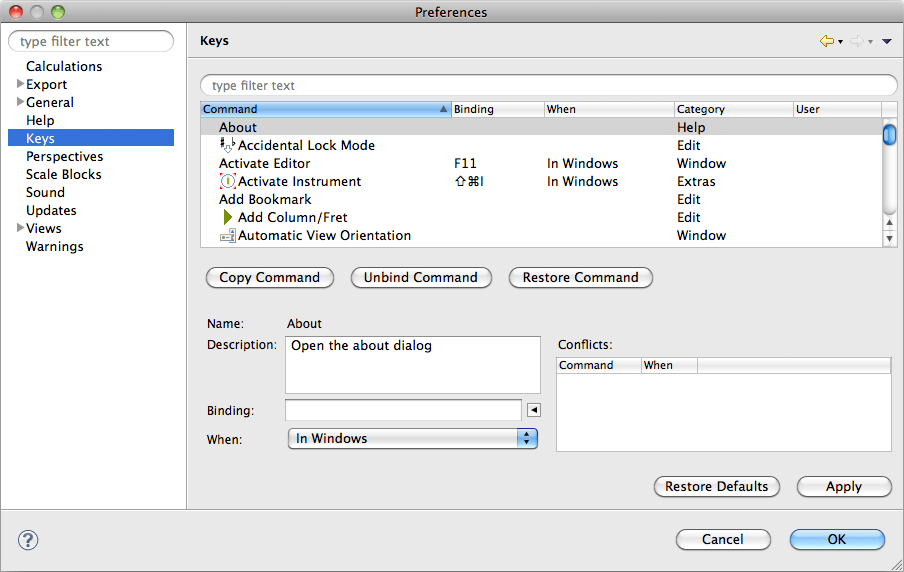 Preferences
type filter text
Calculations
Export
General
Help
Keys
Perspectives
Scale Blocks
Sound
Updates
Views
Warnings
Keys
type filter text
Command Binding When Category User
About Help
Accidental Lock Mode Edit
Activate Editor F11 In Windows Window
Activate Instrument ⇧⌘I In Windows Extras
Add Bookmark Edit
Add Column/Fret Edit
Automatic View Orientation Window
Copy Command Unbind Command Restore Command
Name: About
Description: Open the about dialog
Binding:
When: In Windows
Conflicts:
Command When
Restore Defaults Apply
? Cancel OK